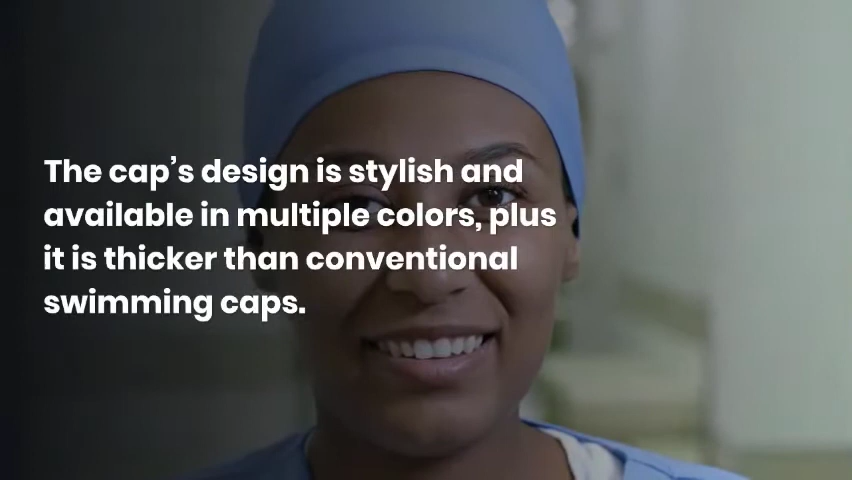 The cap’s design is stylish and
available in multiple colors, plus
it is thicker than conventional
swimming caps.